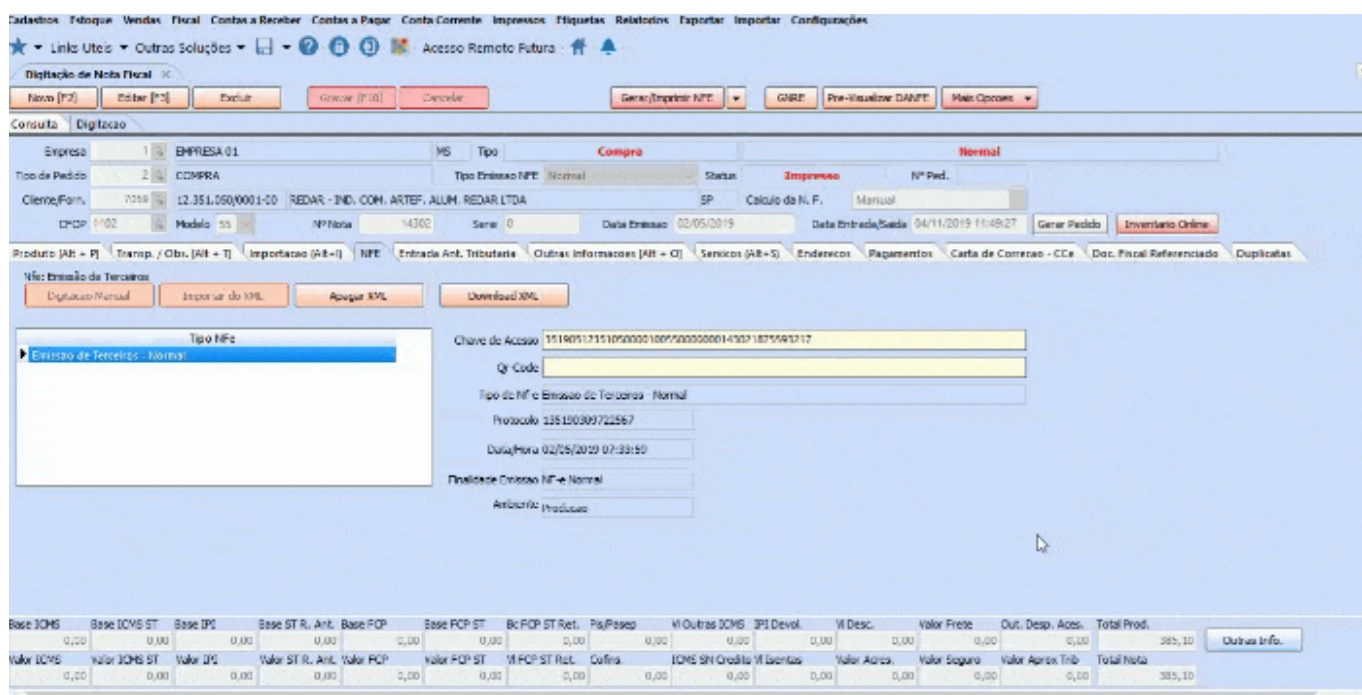 Cadastros Estoque Vendas Fiscal Contas a Receber Contas a Pagar Conta Corrente Impressos Etiquetas Relatorios Exportar Importar Configurações
Links Uteis Outras Soluções Acesso Remoto Futura
Digitação de Nota Fiscal
Novo [F2] Editar [F3] Excluir Gravar [F10] Cancelar Gerar/Imprimir NFE GNRE Pre-Visualizar DANFE Mais Opcoes
Consulta Digitacao
Empresa 1 EMPRESA 01 MS Tipo Compra Normal
Tipo de Pedido 2 COMPRA Tipo Emissao NFE Normal Status Impresso Nº Ped.
Cliente/Forn. 7059 12.351.050/0001-00 REDAR - IND. COM. ARTEF. ALUM. REDAR LTDA SP Calculo da N. F. Manual
CFOP 1102 Modelo 55 Nº Nota 14302 Serie 0 Data Emissao 02/05/2019 Data Entrada/Saida 04/11/2019 11:49:27 Gerar Pedido Inventario Online
Produto [Alt + P] Transp. / Obs. [Alt + T] Importacao (Alt+I) NFE Entrada Ant. Tributaria Outras Informacoes [Alt + O] Servicos (Alt+S) Enderecos Pagamentos Carta de Correcao - CCe Doc. Fiscal Referenciado Duplicatas
Nfe: Emissão de Terceiros
Digitacao Manual Importar do XML Apagar XML Download XML
Tipo NFe
Emissao de Terceiros - Normal
Chave de Acesso
Qr Code
Tipo de NF e Emissao de Terceiros - Normal
Protocolo 135190309722567
Data/Hora 02/05/2019 07:33:59
Finalidade Emissao NF-e Normal
Ambiente Producao
Base ICMS Base ICMS ST Base IPI Base ST R. Ant. Base FCP Base FCP ST Bc FCP ST Ret. Pis/Pasep Vl Outras ICMS IPI Devol. Vl Desc. Valor Frete Out. Desp. Aces. Total Prod.
0,00 0,00 0,00 0,00 0,00 0,00 0,00 0,00 0,00 0,00 0,00 0,00 0,00 385,10 Outras Info.
Valor ICMS Valor ICMS ST Valor IPI Valor ST R. Ant. Valor FCP Valor FCP ST Vl FCP ST Ret. Cofins. ICMS SN Credito Vl Isentas Valor Acres. Valor Seguro Valor Aprox Trib Total Nota
0,00 0,00 0,00 0,00 0,00 0,00 0,00 0,00 0,00 0,00 0,00 0,00 0,00 385,10